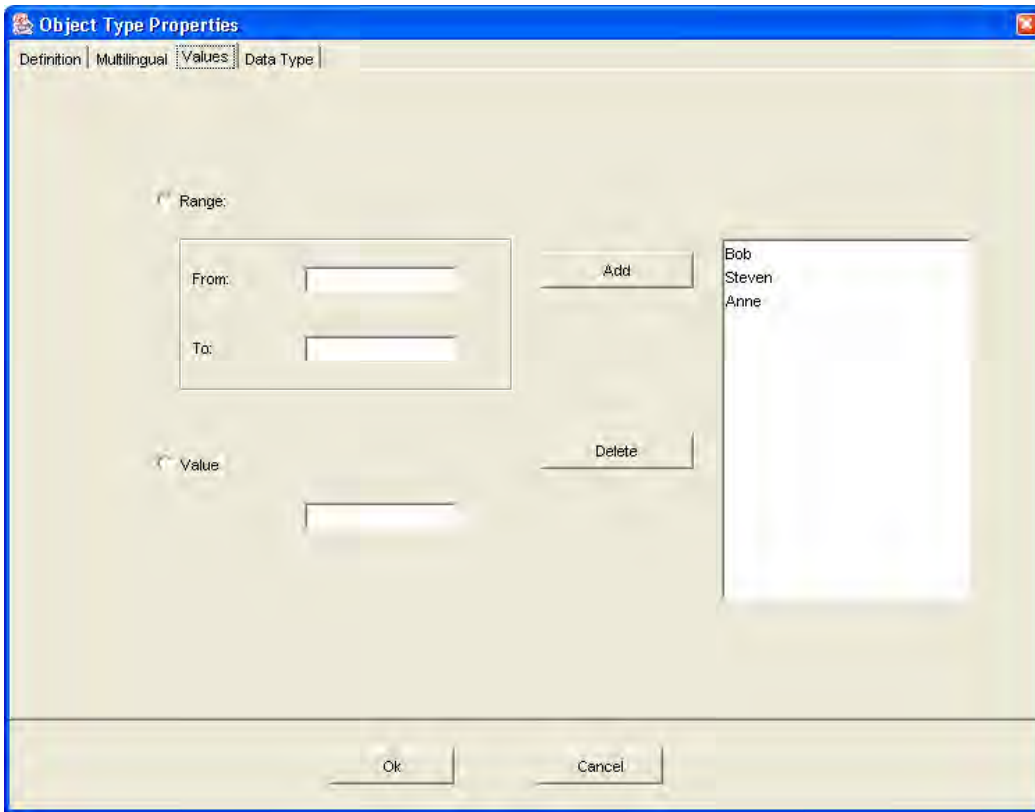 Object Type Properties
Definition Multilingual Values Data Type
Range:
From:
To:
Add
Bob
Steven
Anne
Value
Delete
Ok Cancel